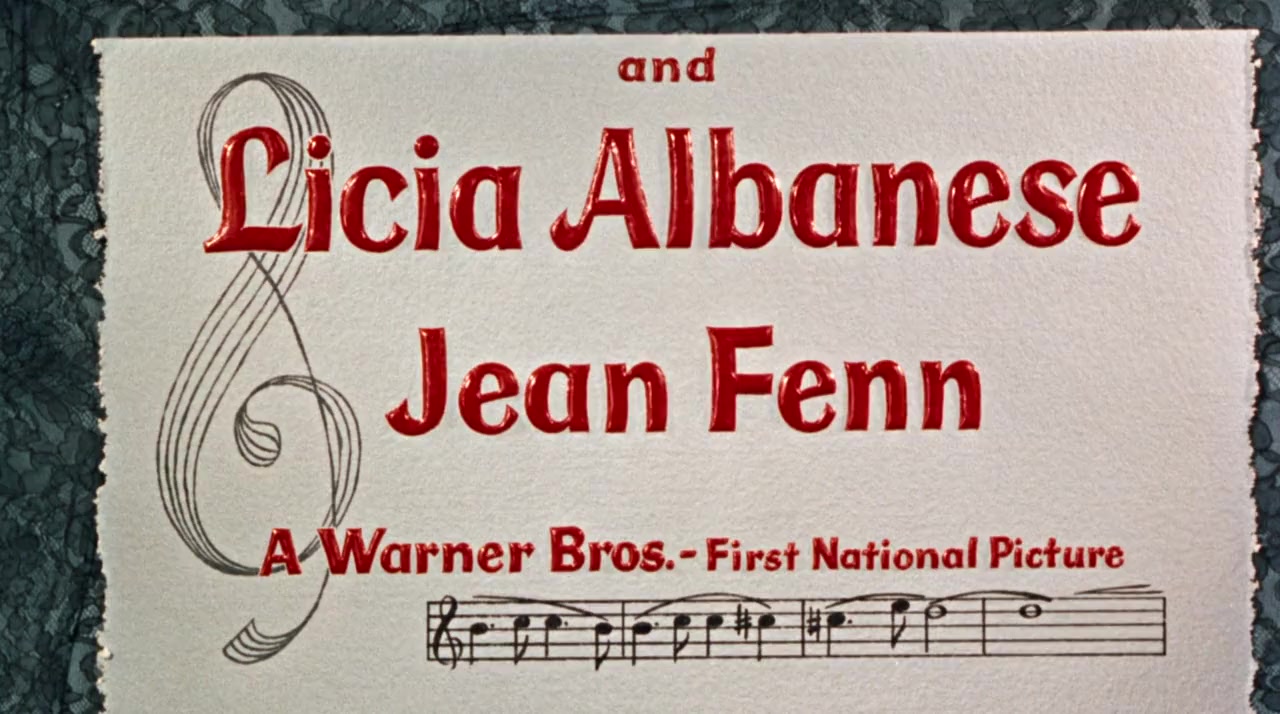 and
Licia Albanese
Jean Fenn
A Warner Bros. - First National Picture